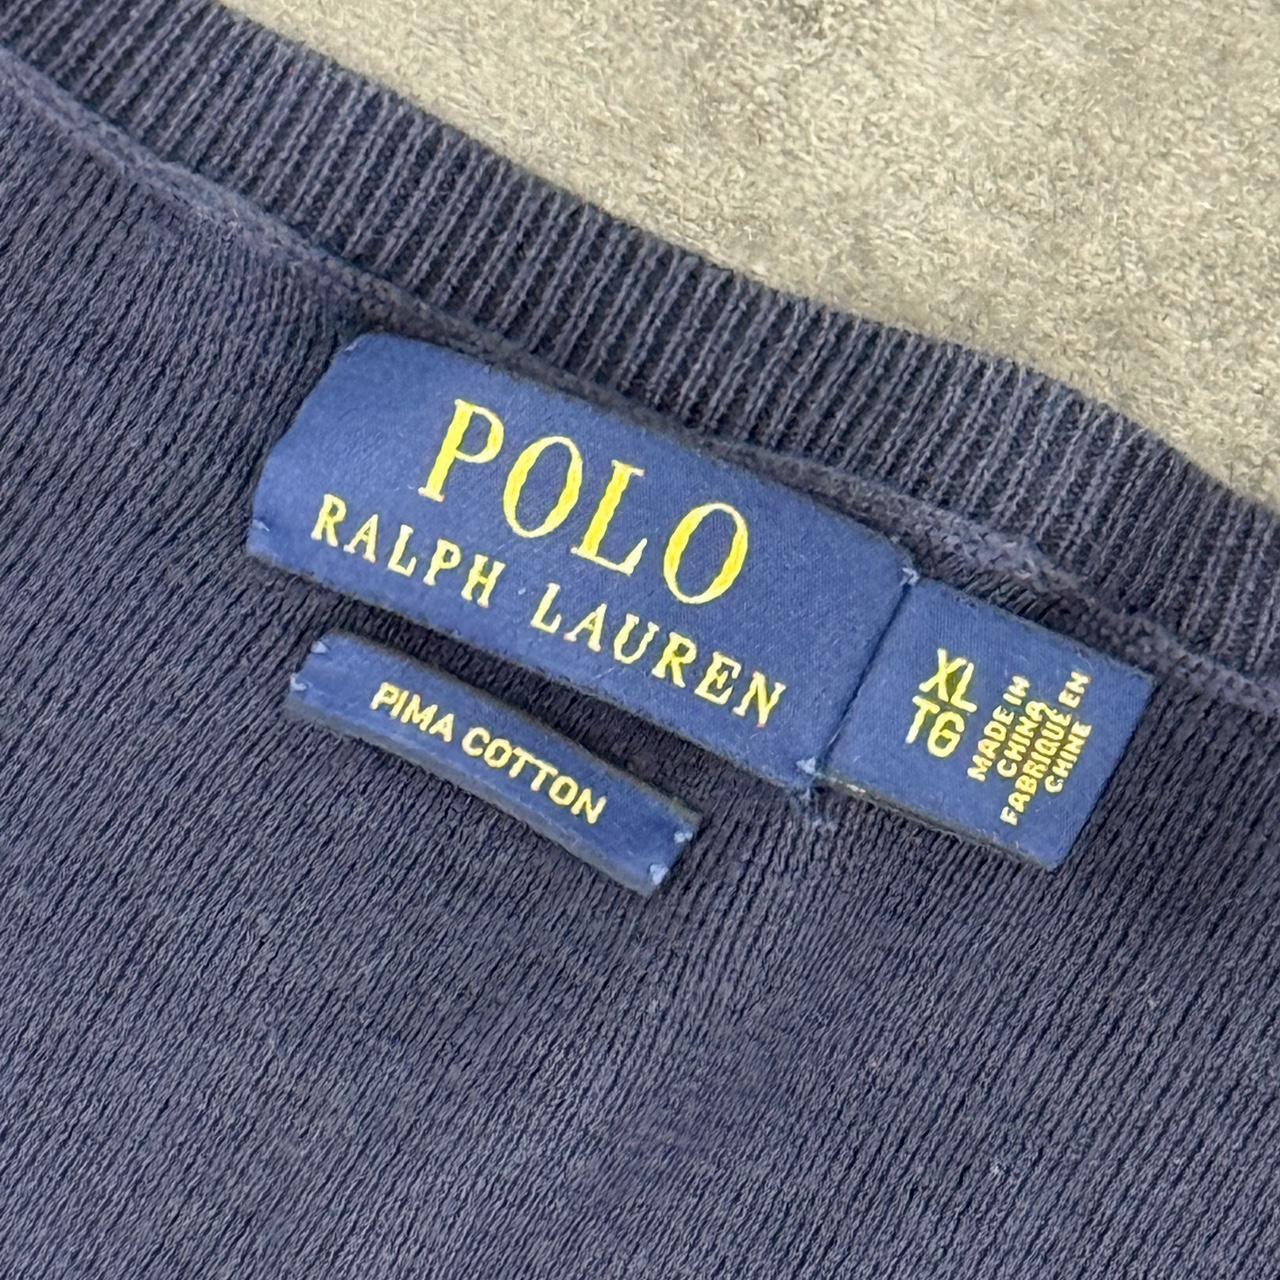 POLO
RALPH LAUREN
PIMA COTTON
XL
TG
MADE IN
CHINA
FABRIQUÉ EN
CHINE